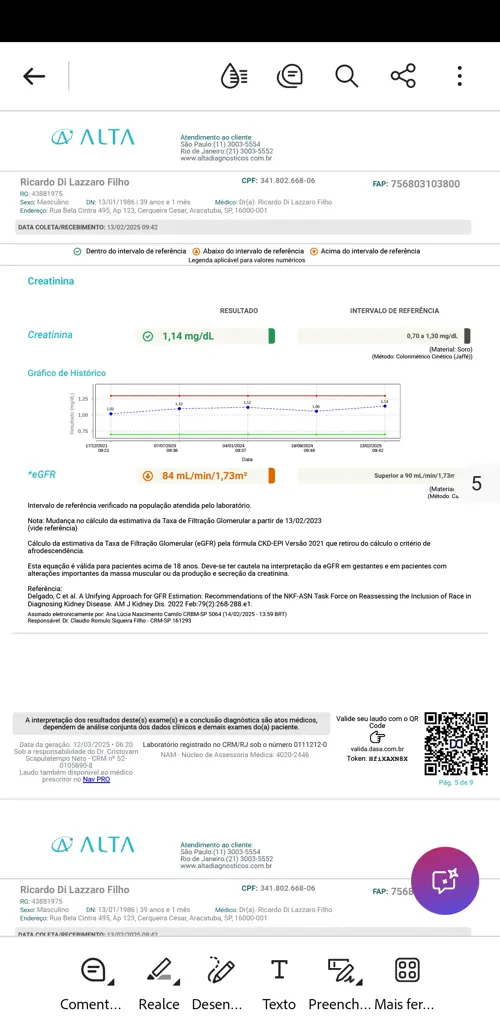 ALTA
Atendimento ao cliente:
São Paulo:(11) 3003-5554
Rio de Janeiro:(21) 3003-5552
www.altadiagnosticos.com.br
Ricardo Di Lazzaro Filho
CPF: 341.802.668-06
FAP: 756803103800
RG: 43881975
Sexo: Masculino DN: 13/01/1986 | 39 anos e 1 mês Médico: Dr(a). Ricardo Di Lazzaro Filho
Endereço: Rua Bela Cintra 495, Ap 123, Cerqueira Cesar, Aracatuba, SP, 16000-001
DATA COLETA/RECEBIMENTO: 13/02/2025 09:42
Dentro do intervalo de referência Abaixo do intervalo de referência Acima do intervalo de referência
Legenda aplicável para valores numéricos
Creatinina
RESULTADO INTERVALO DE REFERÊNCIA
Creatinina 1,14 mg/dL 0,70 a 1,30 mg/dL
(Material: Soro)
(Método: Colorimétrico Cinético (Jaffé))
Gráfico de Histórico
Resultado (mg/dL)
1.25
1.00
0.75
1,02 1,10 1,12 1,06 1,14
17/12/2021 07/07/2023 04/01/2024 10/09/2024 13/02/2025
09:21 09:36 09:37 09:48 09:42
Data
*eGFR 84 mL/min/1,73m² Superior a 90 mL/min/1,73m
5
(Materia
(Método: Ca
Intervalo de referência verificado na população atendida pelo laboratório.
Nota: Mudança no cálculo da estimativa da Taxa de Filtração Glomerular a partir de 13/02/2023
(vide referência)
Cálculo da estimativa da Taxa de Filtração Glomerular (eGFR) pela fórmula CKD-EPI Versão 2021 que retirou do cálculo o critério de
afrodescendência.
Esta equação é válida para pacientes acima de 18 anos. Deve-se ter cautela na interpretação da eGFR em gestantes e em pacientes com
alterações importantes da massa muscular ou da produção e secreção da creatinina.
Referência:
Delgado, C et al. A Unifying Approach for GFR Estimation: Recommendations of the NKF-ASN Task Force on Reassessing the Inclusion of Race in
Diagnosing Kidney Disease. AM J Kidney Dis. 2022 Feb:79(2):268-288.e1.
Assinado eletronicamente por: Ana Lúcia Nascimento Camilo CRBM-SP 5064 (14/02/2025 - 13:59 BRT)
Responsável: Dr. Claudio Romulo Siqueira Filho - CRM-SP 161293
A interpretação dos resultados deste(s) exame(s) e a conclusão diagnóstica são atos médicos,
dependem de análise conjunta dos dados clínicos e demais exames do(a) paciente.
Data da geração: 12/03/2025 • 06:20
Sob a responsabilidade do Dr. Cristovam
Scapulatempo Neto - CRM nº 52-
0105890-8
Laudo também disponível ao médico
prescritor no Nav PRO
Laboratório registrado no CRM/RJ sob o número 0111212-0
NAM - Núcleo de Assessoria Médica: 4020-2446
Valide seu laudo com o QR
Code
valida.dasa.com.br
Token: HfiXAXN8X
Pág. 5 de 9
ALTA
Atendimento ao cliente:
São Paulo:(11) 3003-5554
Rio de Janeiro:(21) 3003-5552
www.altadiagnosticos.com.br
Ricardo Di Lazzaro Filho
CPF: 341.802.668-06
FAP: 7568
RG: 43881975
Sexo: Masculino DN: 13/01/1986 | 39 anos e 1 mês Médico: Dr(a). Ricardo Di Lazzaro Filho
Endereço: Rua Bela Cintra 495, Ap 123, Cerqueira Cesar, Aracatuba, SP, 16000-001
DATA COLETA/RECEBIMENTO: 13/02/2025 09:42
Coment... Realce Desen... Texto Preench... Mais fer...